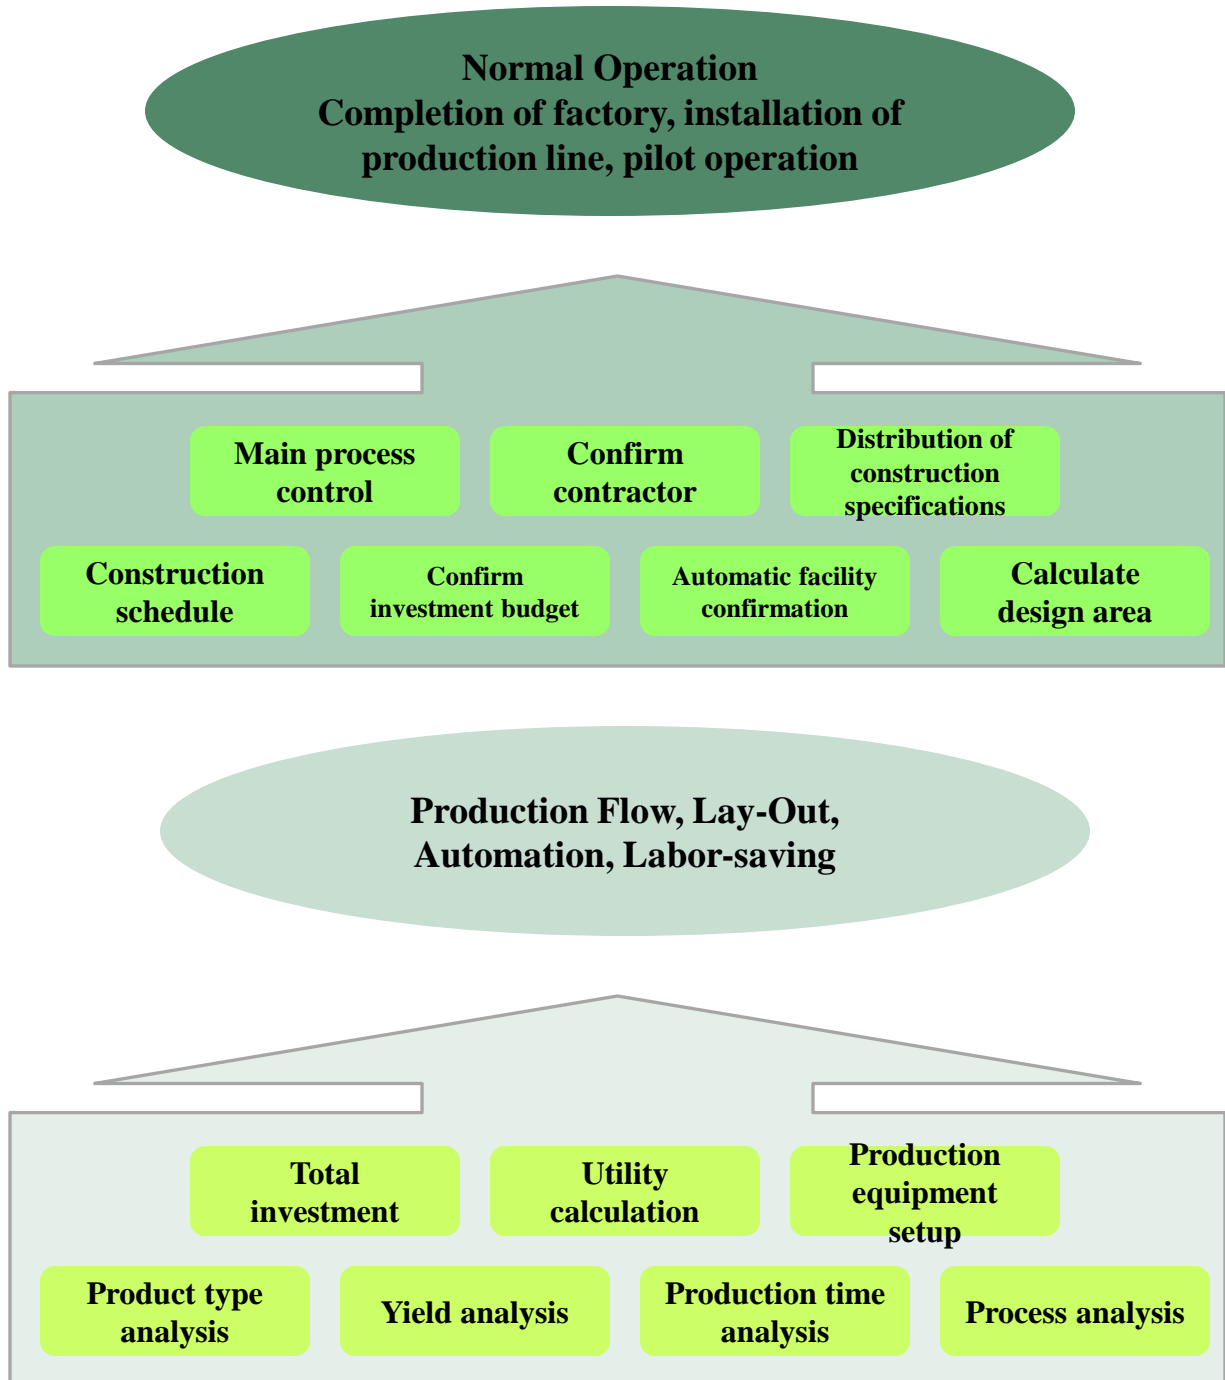 Normal Operation
Completion of factory, installation of
production line, pilot operation
Main process
control
Confirm
contractor
Distribution of
construction
specifications
Construction
schedule
Confirm
investment budget
Automatic facility
confirmation
Calculate
design area
Production Flow, Lay-Out,
Automation, Labor-saving
Total
investment
Utility
calculation
Production
equipment
setup
Product type
analysis
Yield analysis
Production time
analysis
Process analysis